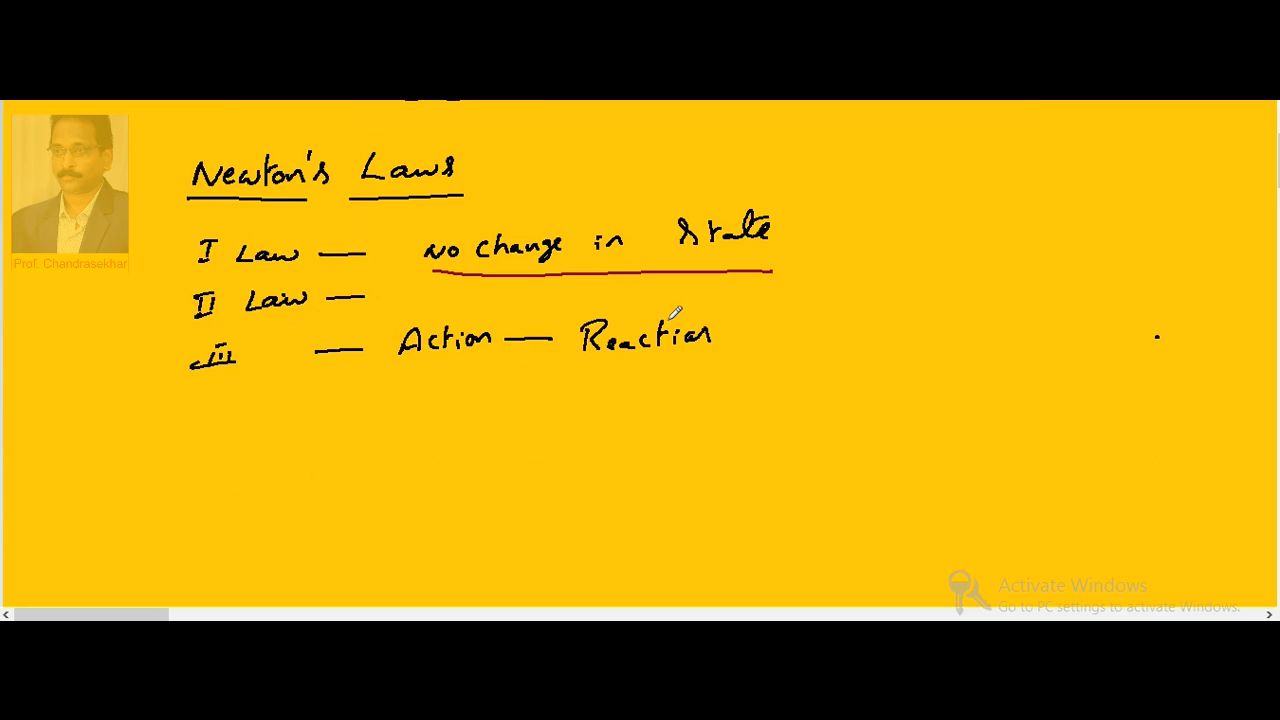 Prof. Chandrasekhar
Newton's Laws
I Law — No change in state
II Law —
III — Action — Reaction
Activate Windows
Go to PC settings to activate Windows.